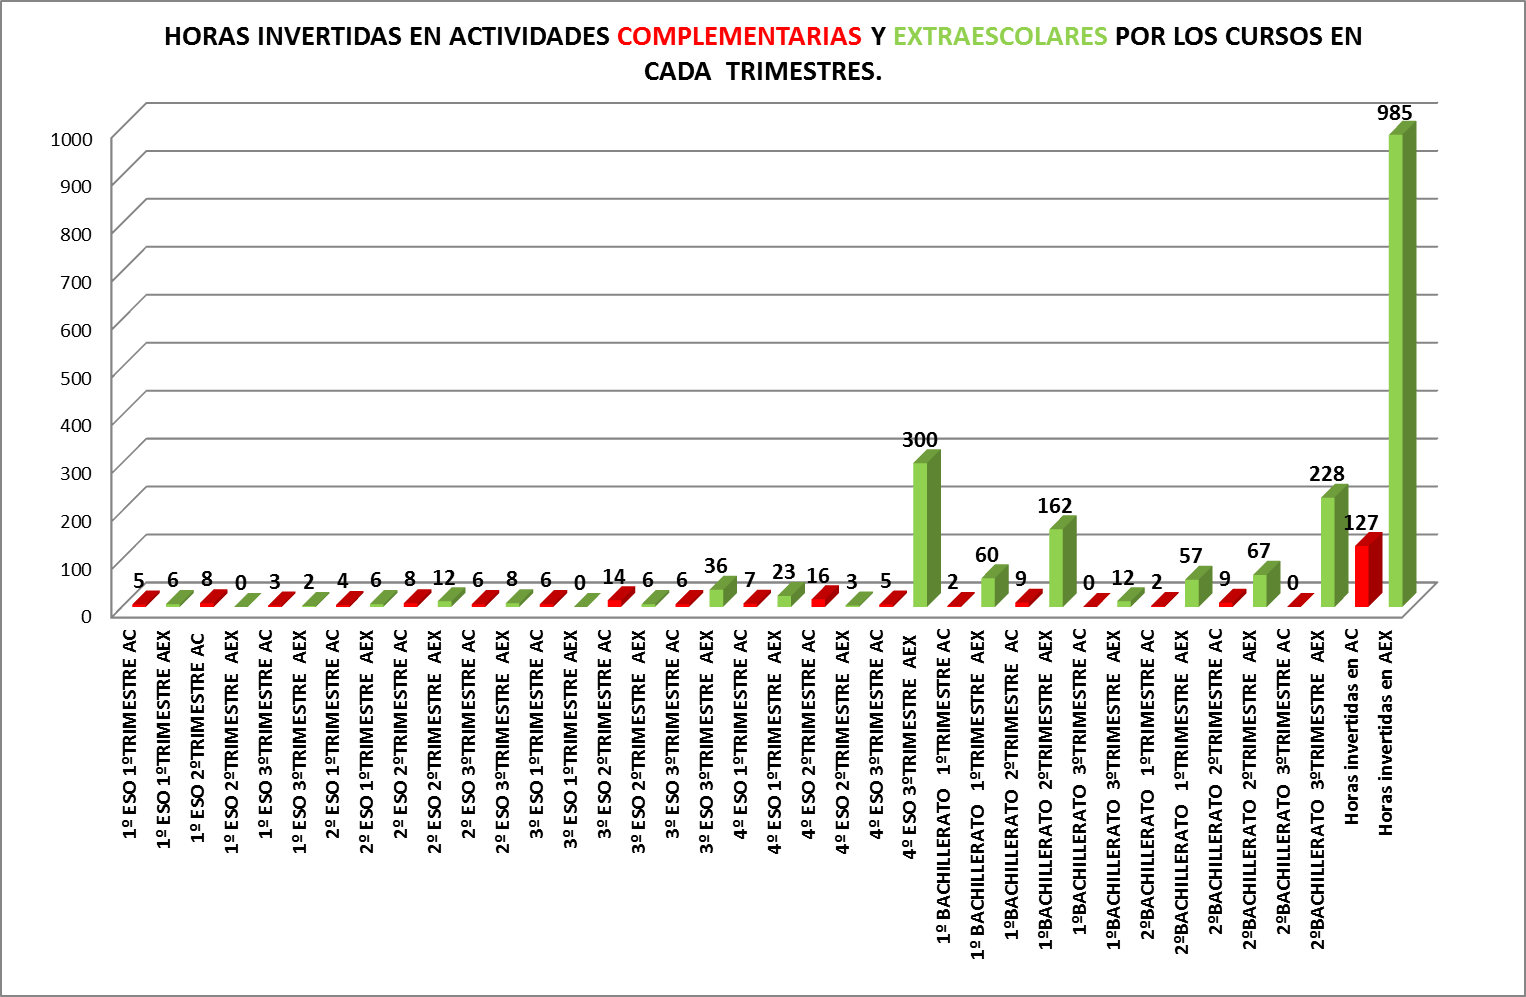 HORAS INVERTIDAS EN ACTIVIDADES COMPLEMENTARIAS Y EXTRAESCOLARES POR LOS CURSOS EN
CADA TRIMESTRES.
1000
900
800
700
600
500
400
300
200
100
0
5
6
8
0
3
2
4
6
8
12
6
8
6
0
14
6
6
36
7
23
16
3
5
300
2
60
9
162
0
12
2
57
9
67
0
228
127
985
1º ESO 1ºTRIMESTRE AC
1º ESO 1ºTRIMESTRE AEX
1º ESO 2ºTRIMESTRE AC
1º ESO 2ºTRIMESTRE AEX
1º ESO 3ºTRIMESTRE AC
1º ESO 3ºTRIMESTRE AEX
2º ESO 1ºTRIMESTRE AC
2º ESO 1ºTRIMESTRE AEX
2º ESO 2ºTRIMESTRE AC
2º ESO 2ºTRIMESTRE AEX
2º ESO 3ºTRIMESTRE AC
2º ESO 3ºTRIMESTRE AEX
3º ESO 1ºTRIMESTRE AC
3º ESO 1ºTRIMESTRE AEX
3º ESO 2ºTRIMESTRE AC
3º ESO 2ºTRIMESTRE AEX
3º ESO 3ºTRIMESTRE AC
3º ESO 3ºTRIMESTRE AEX
4º ESO 1ºTRIMESTRE AC
4º ESO 1ºTRIMESTRE AEX
4º ESO 2ºTRIMESTRE AC
4º ESO 2ºTRIMESTRE AEX
4º ESO 3ºTRIMESTRE AC
4º ESO 3ºTRIMESTRE AEX
1º BACHILLERATO 1ºTRIMESTRE AC
1º BACHILLERATO 1ºTRIMESTRE AEX
1ºBACHILLERATO 2ºTRIMESTRE AC
1ºBACHILLERATO 2ºTRIMESTRE AEX
1ºBACHILLERATO 3ºTRIMESTRE AC
1ºBACHILLERATO 3ºTRIMESTRE AEX
2ºBACHILLERATO 1ºTRIMESTRE AC
2ºBACHILLERATO 1ºTRIMESTRE AEX
2ºBACHILLERATO 2ºTRIMESTRE AC
2ºBACHILLERATO 2ºTRIMESTRE AEX
2ºBACHILLERATO 3ºTRIMESTRE AC
2ºBACHILLERATO 3ºTRIMESTRE AEX
Horas invertidas en AC
Horas invertidas en AEX